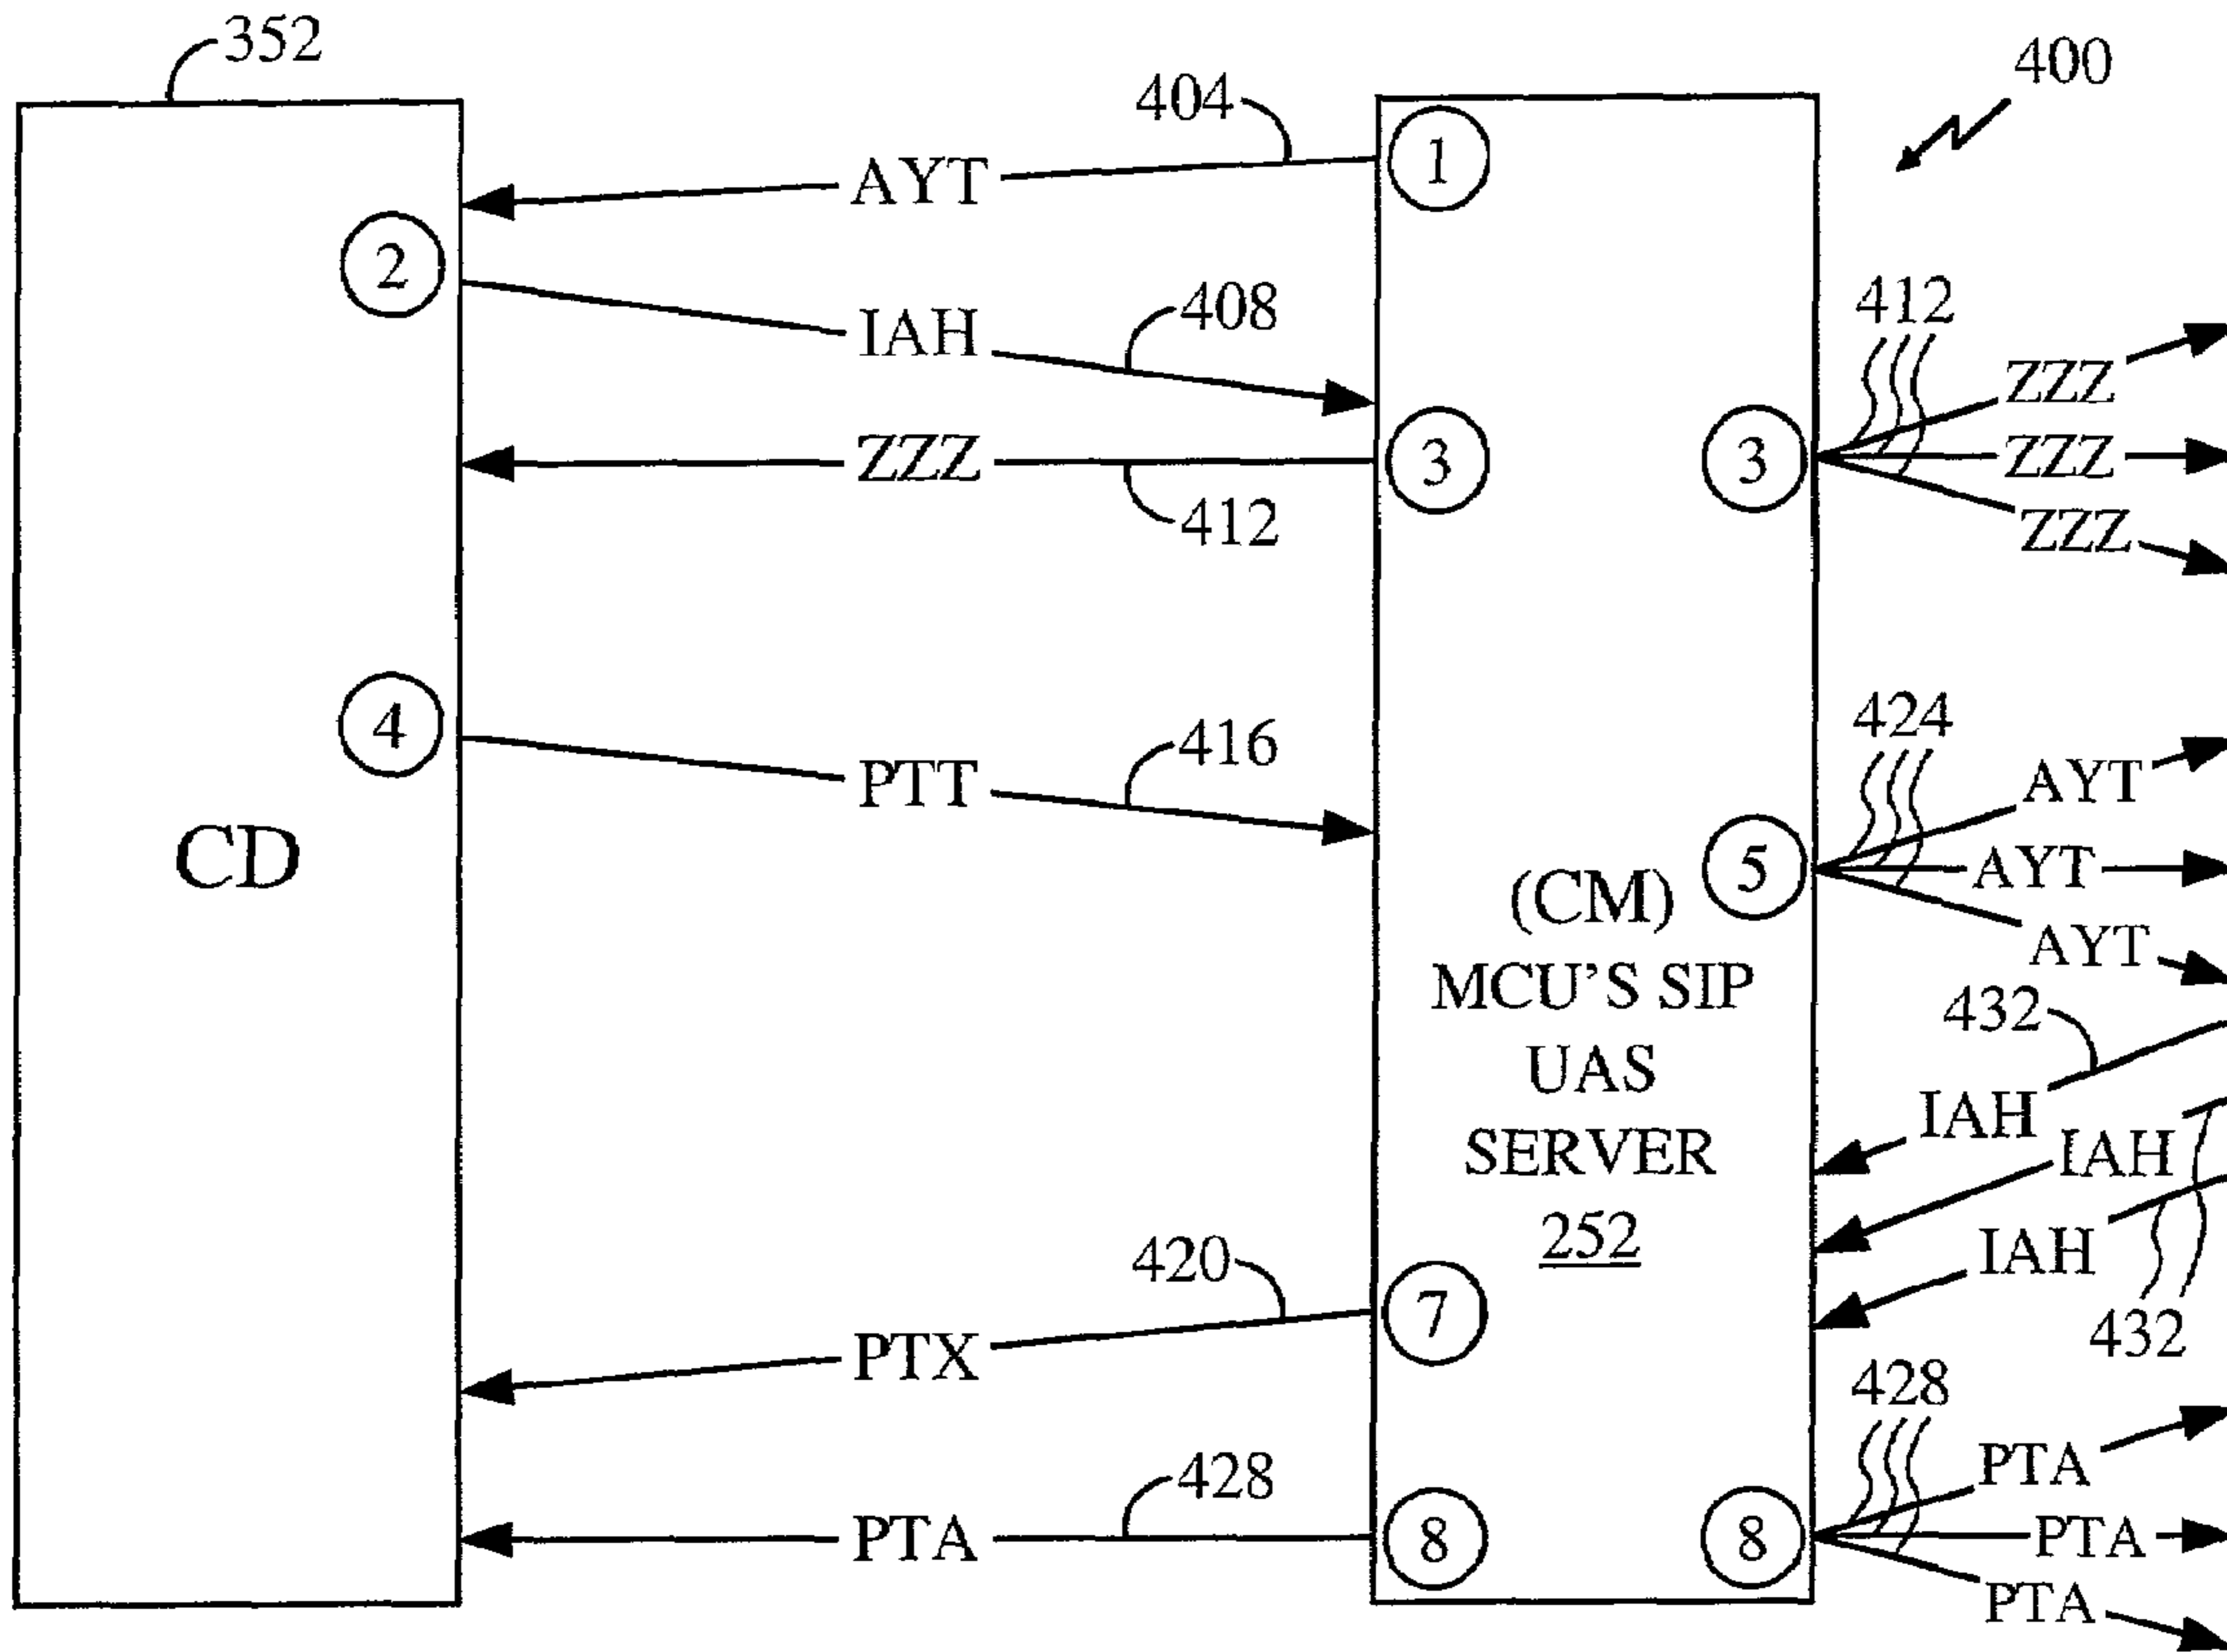 352
400
404
1
AYT
2
408
IAH
412
ZZZ
3
ZZZ
412
3
ZZZ
ZZZ
4
416
PTT
424
AYT
CD
5
AYT
AYT
(CM)
MCU'S SIP
UAS
SERVER
252
432
IAH
IAH
IAH
432
420
7
PTX
428
PTA
8
428
8
PTA
PTA
PTA